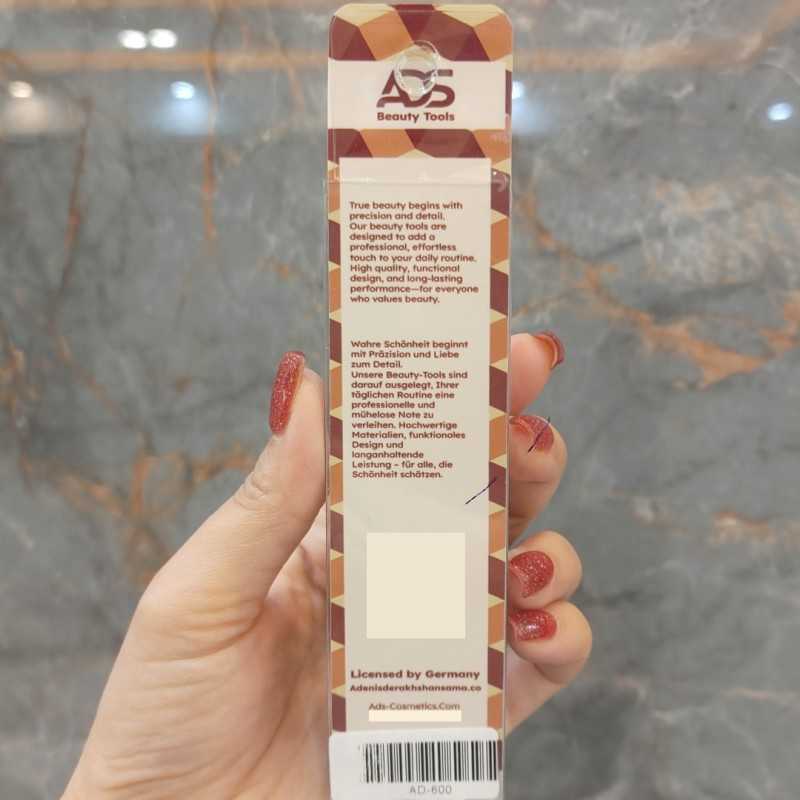 ADS
Beauty Tools
True beauty begins with
precision and detail.
Our beauty tools are
designed to add a
professional, effortless
touch to your daily routine.
High quality, functional
design, and long-lasting
performance—for everyone
who values beauty.
Wahre Schönheit beginnt
mit Präzision und Liebe
zum Detail.
Unsere Beauty-Tools sind
darauf ausgelegt, Ihrer
täglichen Routine eine
professionelle und
mühelose Note zu
verleihen. Hochwertige
Materialien, funktionales
Design und
langanhaltende
Leistung – für alle, die
Schönheit schätzen.
Licensed by Germany
Adenisderakhshansama.co
Ads-Cosmetics.Com
AD-600